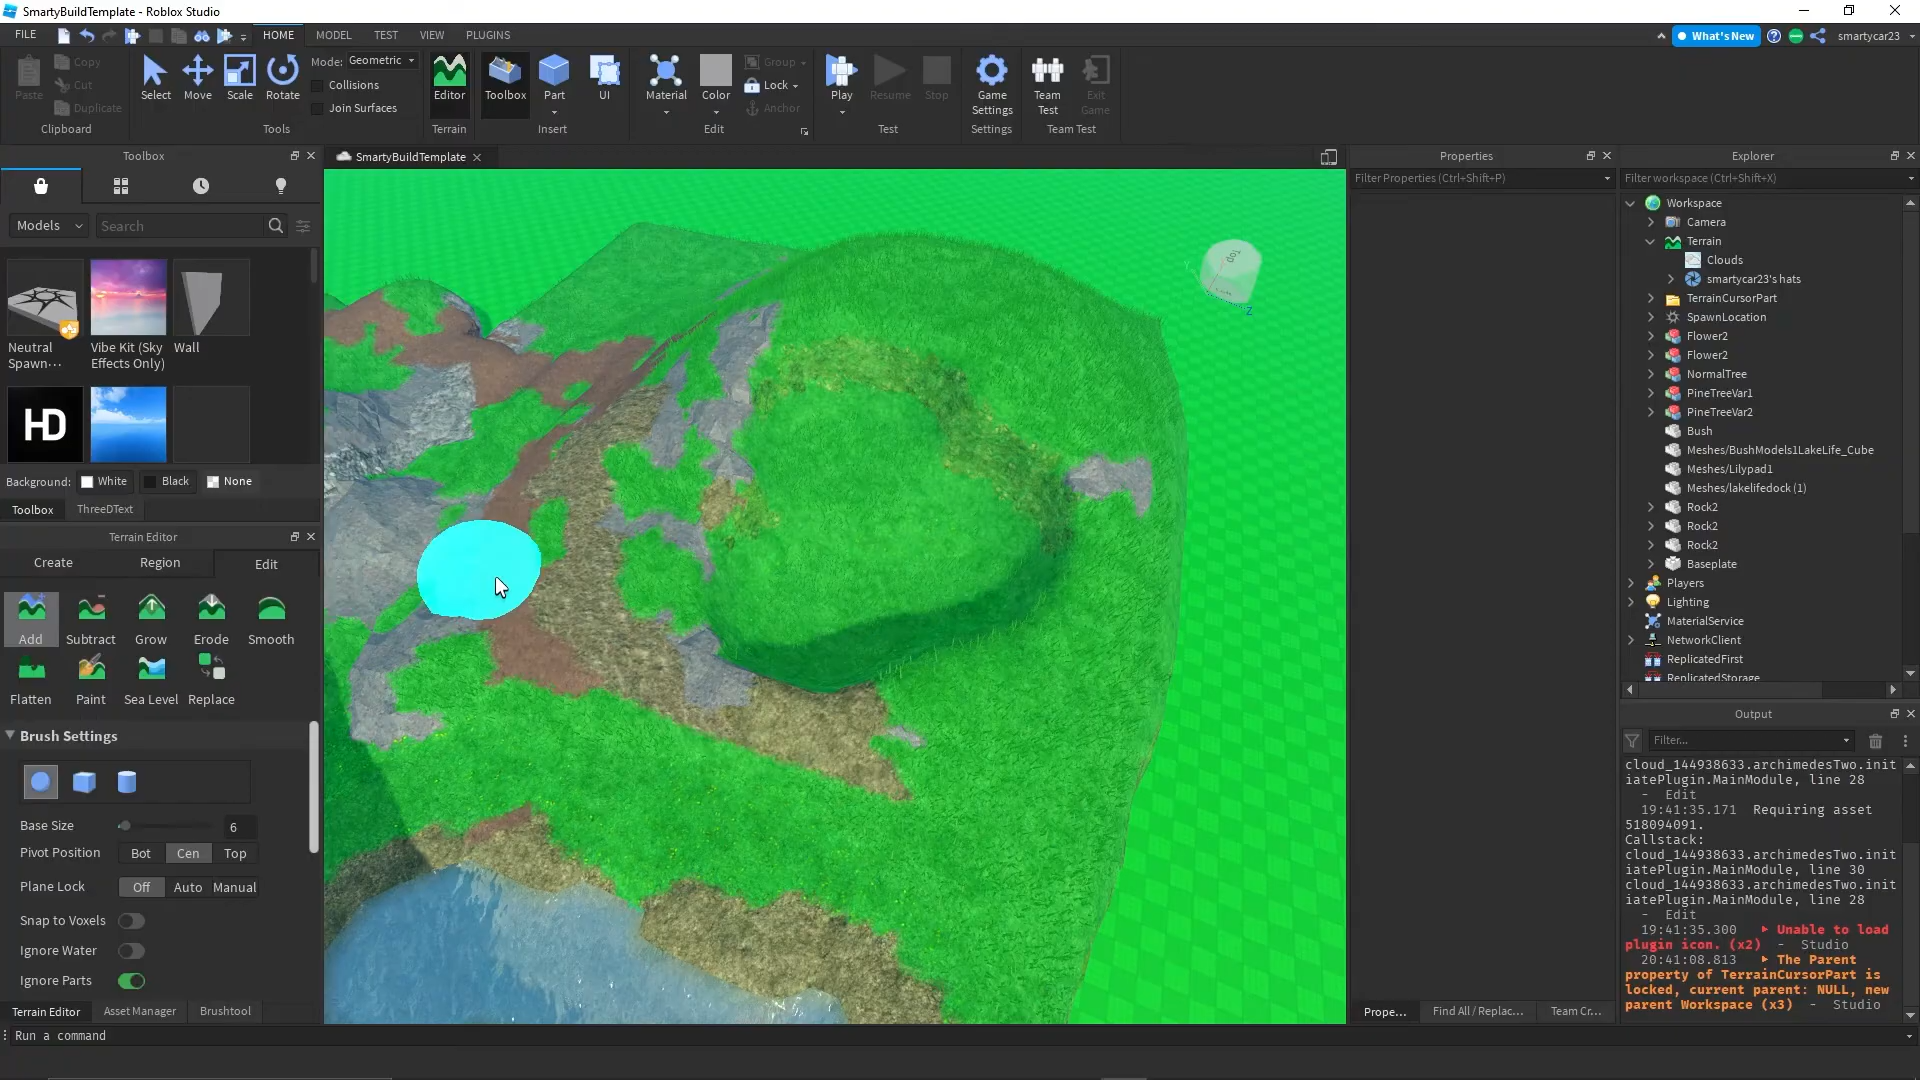 SmartyBuildTemplate - Roblox Studio
FILE HOME MODEL TEST VIEW PLUGINS What's New smartycar23
Paste
Copy
Cut
Duplicate
Clipboard
Select Move Scale Rotate
Mode: Geometric
Collisions
Join Surfaces
Tools
Editor
Terrain
Toolbox Part UI
Insert
Material Color
Group
Lock
Anchor
Edit
Play Resume Stop
Test
Game Settings
Settings
Team Test
Exit Game
Team Test
Toolbox
Models Search
Neutral Spawn...
Vibe Kit (Sky Effects Only)
Wall
HD
Background: White Black None
Toolbox ThreeDText
Terrain Editor
Create Region Edit
Add Subtract Grow Erode Smooth
Flatten Paint Sea Level Replace
Brush Settings
Base Size 6
Pivot Position Bot Cen Top
Plane Lock Off Auto Manual
Snap to Voxels
Ignore Water
Ignore Parts
Terrain Editor Asset Manager Brushtool
Run a command
SmartyBuildTemplate
Z
Properties
Filter Properties (Ctrl+Shift+P)
Prope... Find All / Replac... Team Cr...
Explorer
Filter workspace (Ctrl+Shift+X)
Workspace
Camera
Terrain
Clouds
smartycar23's hats
TerrainCursorPart
SpawnLocation
Flower2
Flower2
NormalTree
PineTreeVar1
PineTreeVar2
Bush
Meshes/BushModels1LakeLife_Cube
Meshes/Lilypad1
Meshes/lakelifedock (1)
Rock2
Rock2
Rock2
Baseplate
Players
Lighting
MaterialService
NetworkClient
ReplicatedFirst
ReplicatedStorage
Output
Filter...
cloud_144938633.archimedesTwo.init
iatePlugin.MainModule, line 28
- Edit
19:41:35.171 Requiring asset
518094091.
Callstack:
cloud_144938633.archimedesTwo.init
iatePlugin.MainModule, line 30
cloud_144938633.archimedesTwo.init
iatePlugin.MainModule, line 28
- Edit
19:41:35.300 Unable to load
plugin icon. (x2) - Studio
20:41:08.813 The Parent
property of TerrainCursorPart is
locked, current parent: NULL, new
parent Workspace (x3) - Studio